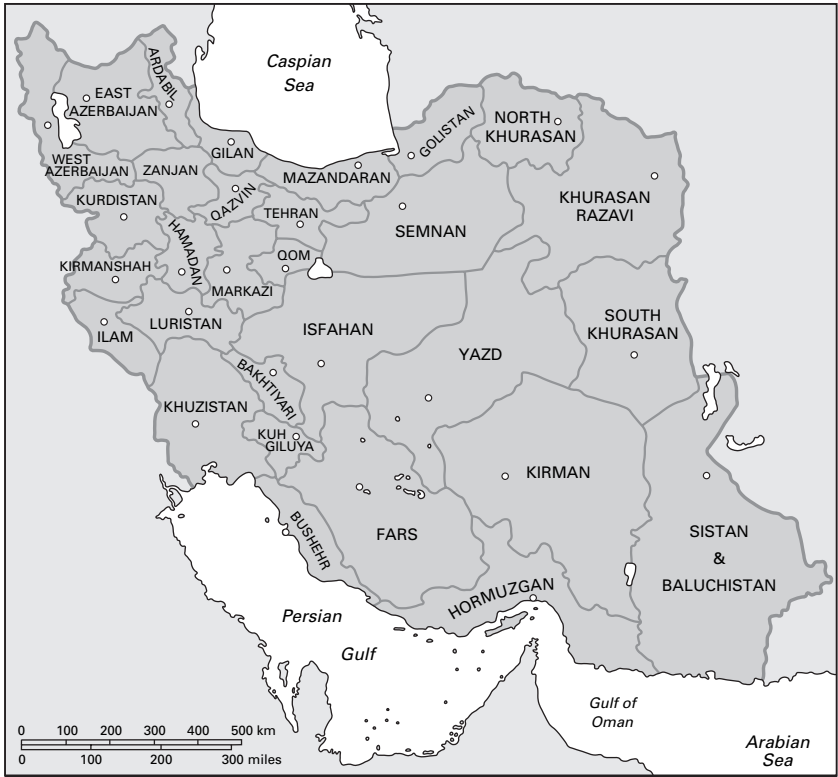 Caspian
Sea
ARDABIL
EAST
AZERBAIJAN
GOLISTAN
NORTH
KHURASAN
GILAN
WEST
AZERBAIJAN
ZANJAN
MAZANDARAN
KHURASAN
RAZAVI
KURDISTAN
QAZVIN
TEHRAN
SEMNAN
HAMADAN
QOM
KIRMANSHAH
MARKAZI
LURISTAN
ISFAHAN
SOUTH
KHURASAN
ILAM
YAZD
BAKHTIYARI
KHUZISTAN
KUH
GILUYA
KIRMAN
BUSHEHR
FARS
SISTAN
&
BALUCHISTAN
HORMUZGAN
Persian
Gulf
Gulf of
Oman
Arabian
Sea
0 100 200 300 400 500 km
0 100 200 300 miles